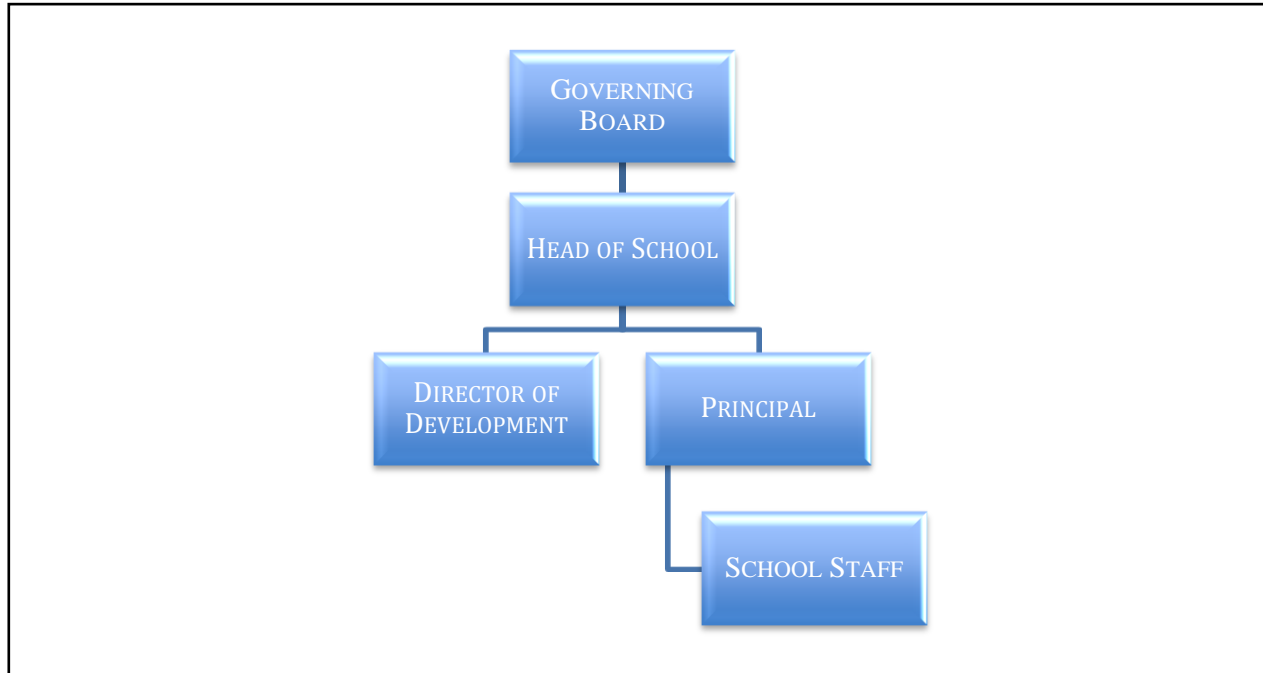 GOVERNING
BOARD
HEAD OF SCHOOL
DIRECTOR OF
DEVELOPMENT
PRINCIPAL
SCHOOL STAFF